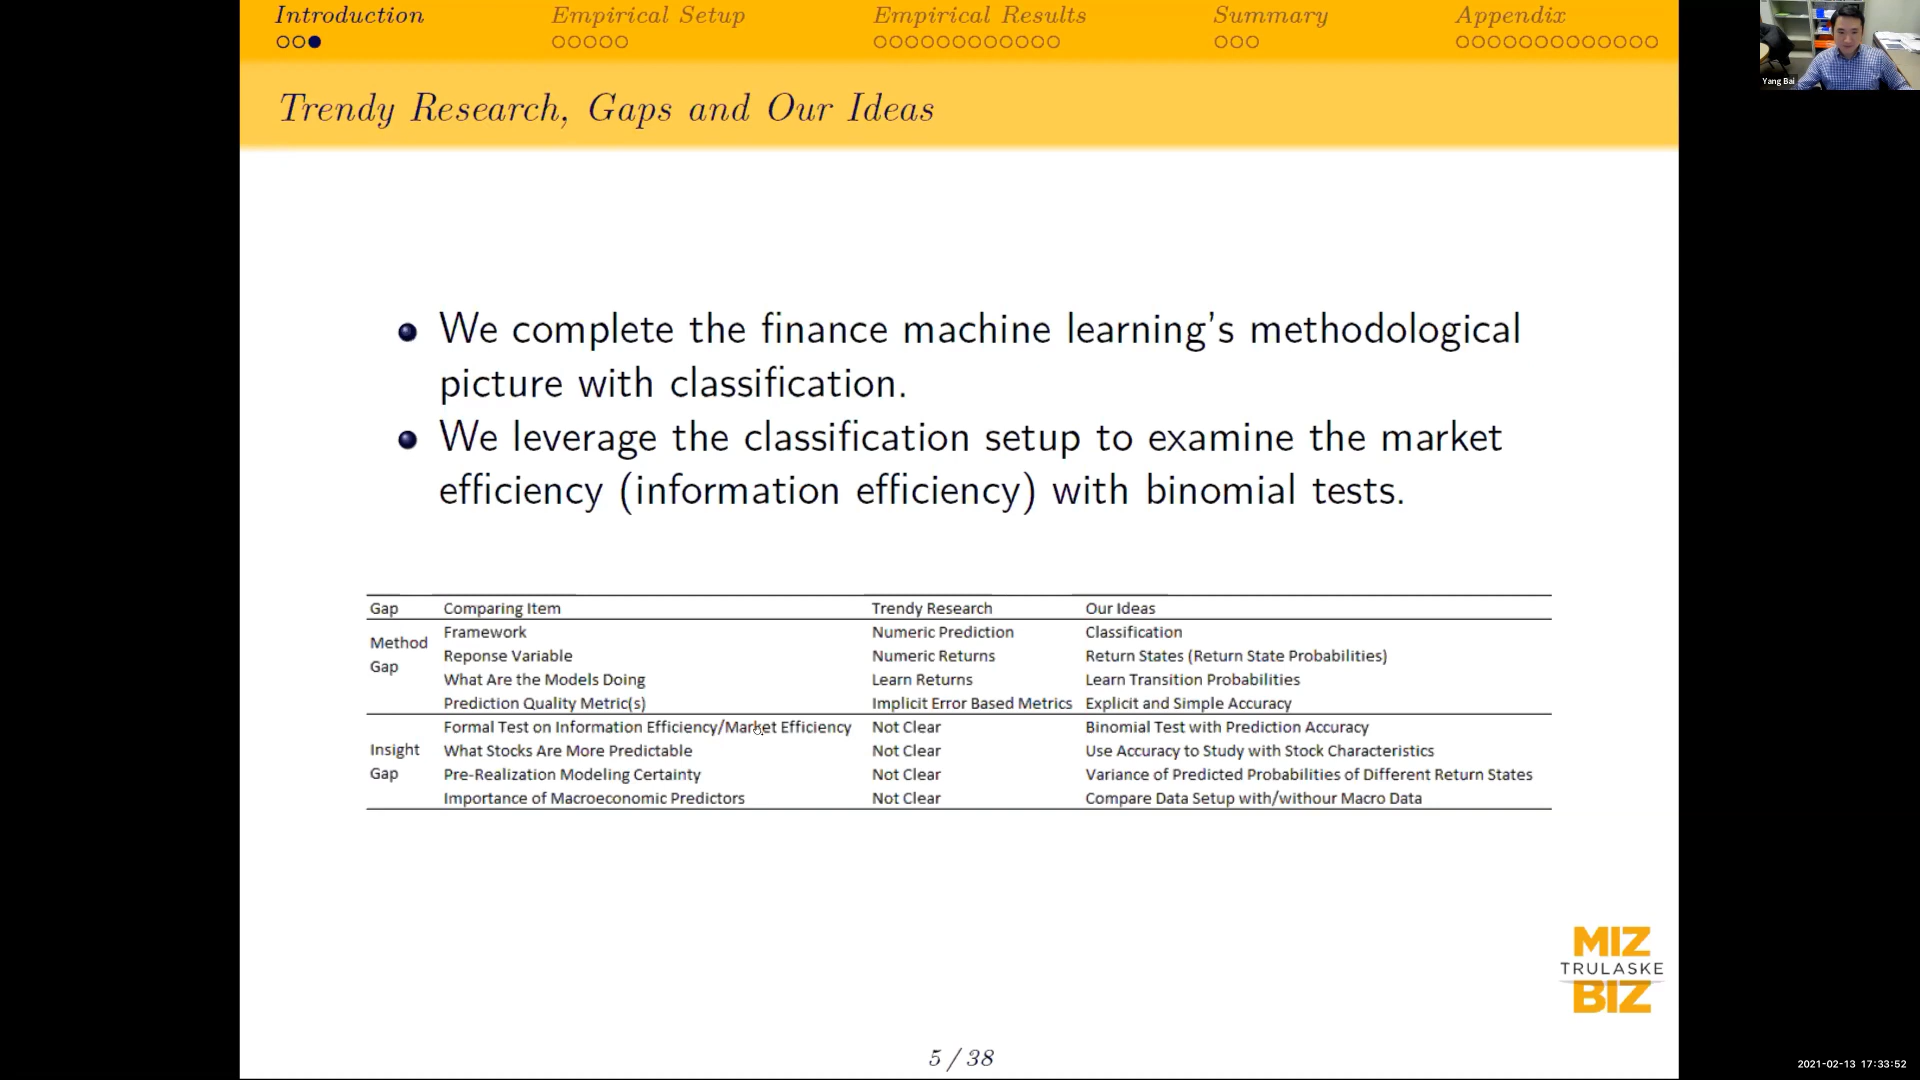 Introduction Empirical Setup Empirical Results Summary Appendix
Yang Bai
Trendy Research, Gaps and Our Ideas
We complete the finance machine learning's methodological
picture with classification.
We leverage the classification setup to examine the market
efficiency (information efficiency) with binomial tests.
Gap Comparing Item Trendy Research Our Ideas
Method Gap
Framework Numeric Prediction Classification
Reponse Variable Numeric Returns Return States (Return State Probabilities)
What Are the Models Doing Learn Returns Learn Transition Probabilities
Prediction Quality Metric(s) Implicit Error Based Metrics Explicit and Simple Accuracy
Insight Gap
Formal Test on Information Efficiency/Market Efficiency Not Clear Binomial Test with Prediction Accuracy
What Stocks Are More Predictable Not Clear Use Accuracy to Study with Stock Characteristics
Pre-Realization Modeling Certainty Not Clear Variance of Predicted Probabilities of Different Return States
Importance of Macroeconomic Predictors Not Clear Compare Data Setup with/withour Macro Data
MIZ
TRULASKE
BIZ
5 / 38
2021-02-13 17:33:52